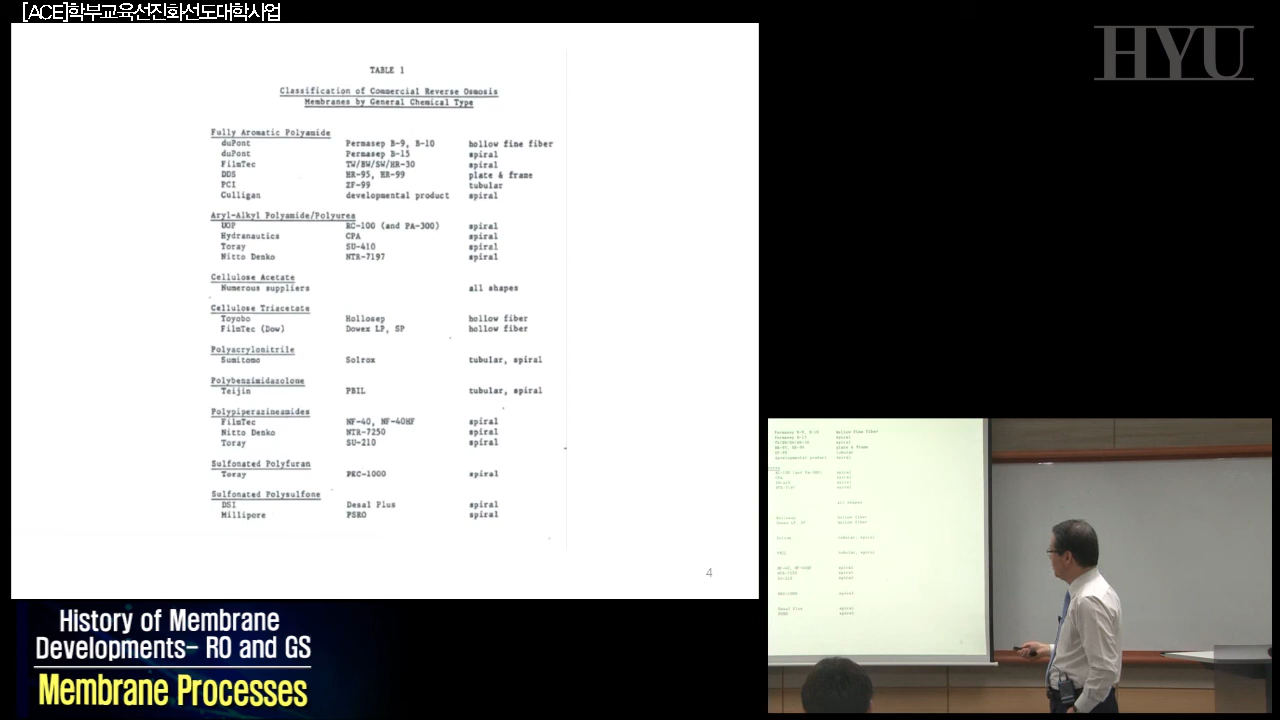 [ACE]학부교육선진화선도대학사업
HYU
TABLE 1
Classification of Commercial Reverse Osmosis
Membranes by General Chemical Type
Fully Aromatic Polyamide
duPont Permasep B-9, B-10 hollow fine fiber
duPont Permasep B-15 spiral
FilmTec TW/BW/SW/HR-30 spiral
DDS HR-95, HR-99 plate & frame
PCI ZF-99 tubular
Culligan developmental product spiral
Aryl-Alkyl Polyamide/Polyurea
UOP RC-100 (and PA-300) spiral
Hydranautics CPA spiral
Toray SU-410 spiral
Nitto Denko NTR-7197 spiral
Cellulose Acetate
Numerous suppliers all shapes
Cellulose Triacetate
Toyobo Hollosep hollow fiber
FilmTec (Dow) Dowex LP, SP hollow fiber
Polyacrylonitrile
Sumitomo Solrox tubular, spiral
Polybenzimidazolone
Teijin PBIL tubular, spiral
Polypiperazineamides
FilmTec NF-40, NF-40HF spiral
Nitto Denko NTR-7250 spiral
Toray SU-210 spiral
Sulfonated Polyfuran
Toray PEC-1000 spiral
Sulfonated Polysulfone
DSI Desal Plus spiral
Millipore PSRO spiral
4
History of Membrane
Developments- RO and GS
Membrane Processes